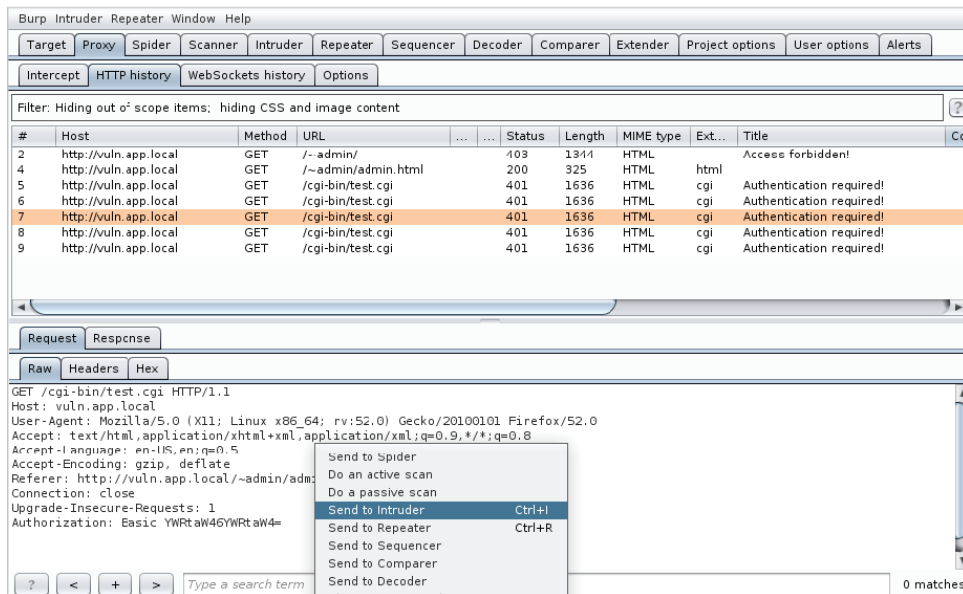 Burp Intruder Repeater Window Help
Target Proxy Spider Scanner Intruder Repeater Sequencer Decoder Comparer Extender Project options User options Alerts
Intercept HTTP history WebSockets history Options
Filter: Hiding out of scope items; hiding CSS and image content ?
# Host Method URL ... ... Status Length MIME type Ext... Title Co
2 http://vuln.app.local GET /~admin/ 403 1344 HTML Access forbidden!
4 http://vuln.app.local GET /~admin/admin.html 200 325 HTML html
5 http://vuln.app.local GET /cgi-bin/test.cgi 401 1636 HTML cgi Authentication required!
6 http://vuln.app.local GET /cgi-bin/test.cgi 401 1636 HTML cgi Authentication required!
7 http://vuln.app.local GET /cgi-bin/test.cgi 401 1636 HTML cgi Authentication required!
8 http://vuln.app.local GET /cgi-bin/test.cgi 401 1636 HTML cgi Authentication required!
9 http://vuln.app.local GET /cgi-bin/test.cgi 401 1636 HTML cgi Authentication required!
Request Response
Raw Headers Hex
GET /cgi-bin/test.cgi HTTP/1.1
Host: vuln.app.local
User-Agent: Mozilla/5.0 (X11; Linux x86_64; rv:52.0) Gecko/20100101 Firefox/52.0
Accept: text/html,application/xhtml+xml,application/xml;q=0.9,*/*;q=0.8
Accept-Language: en-US,en;q=0.5
Accept-Encoding: gzip, deflate
Referer: http://vuln.app.local/~admin/admi
Connection: close
Upgrade-Insecure-Requests: 1
Authorization: Basic YWRtaW46YWRtaW4=
Send to Spider
Do an active scan
Do a passive scan
Send to Intruder Ctrl+I
Send to Repeater Ctrl+R
Send to Sequencer
Send to Comparer
Send to Decoder
? < + > Type a search term 0 matches